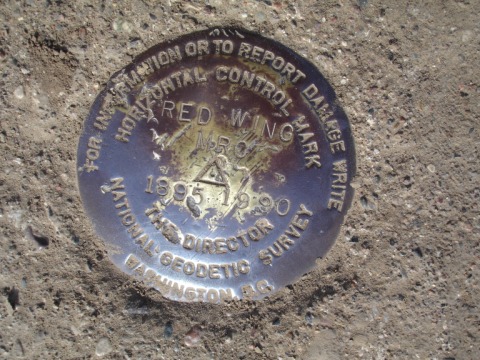 FOR INFORMATION OR TO REPORT DAMAGE WRITE
HORIZONTAL CONTROL MARK
RED WING
1895 1990
THE DIRECTOR
NATIONAL GEODETIC SURVEY
WASHINGTON, D.C.